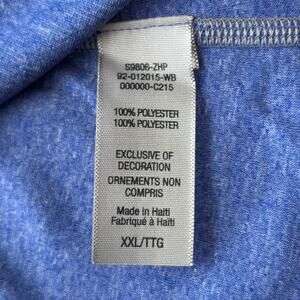 S9806-ZHP
92-012015-WB
000000-C215
100% POLYESTER
100% POLYESTER
EXCLUSIVE OF
DECORATION
ORNEMENTS NON
COMPRIS
Made in Haiti
Fabriqué à Haïti
XXL/TTG